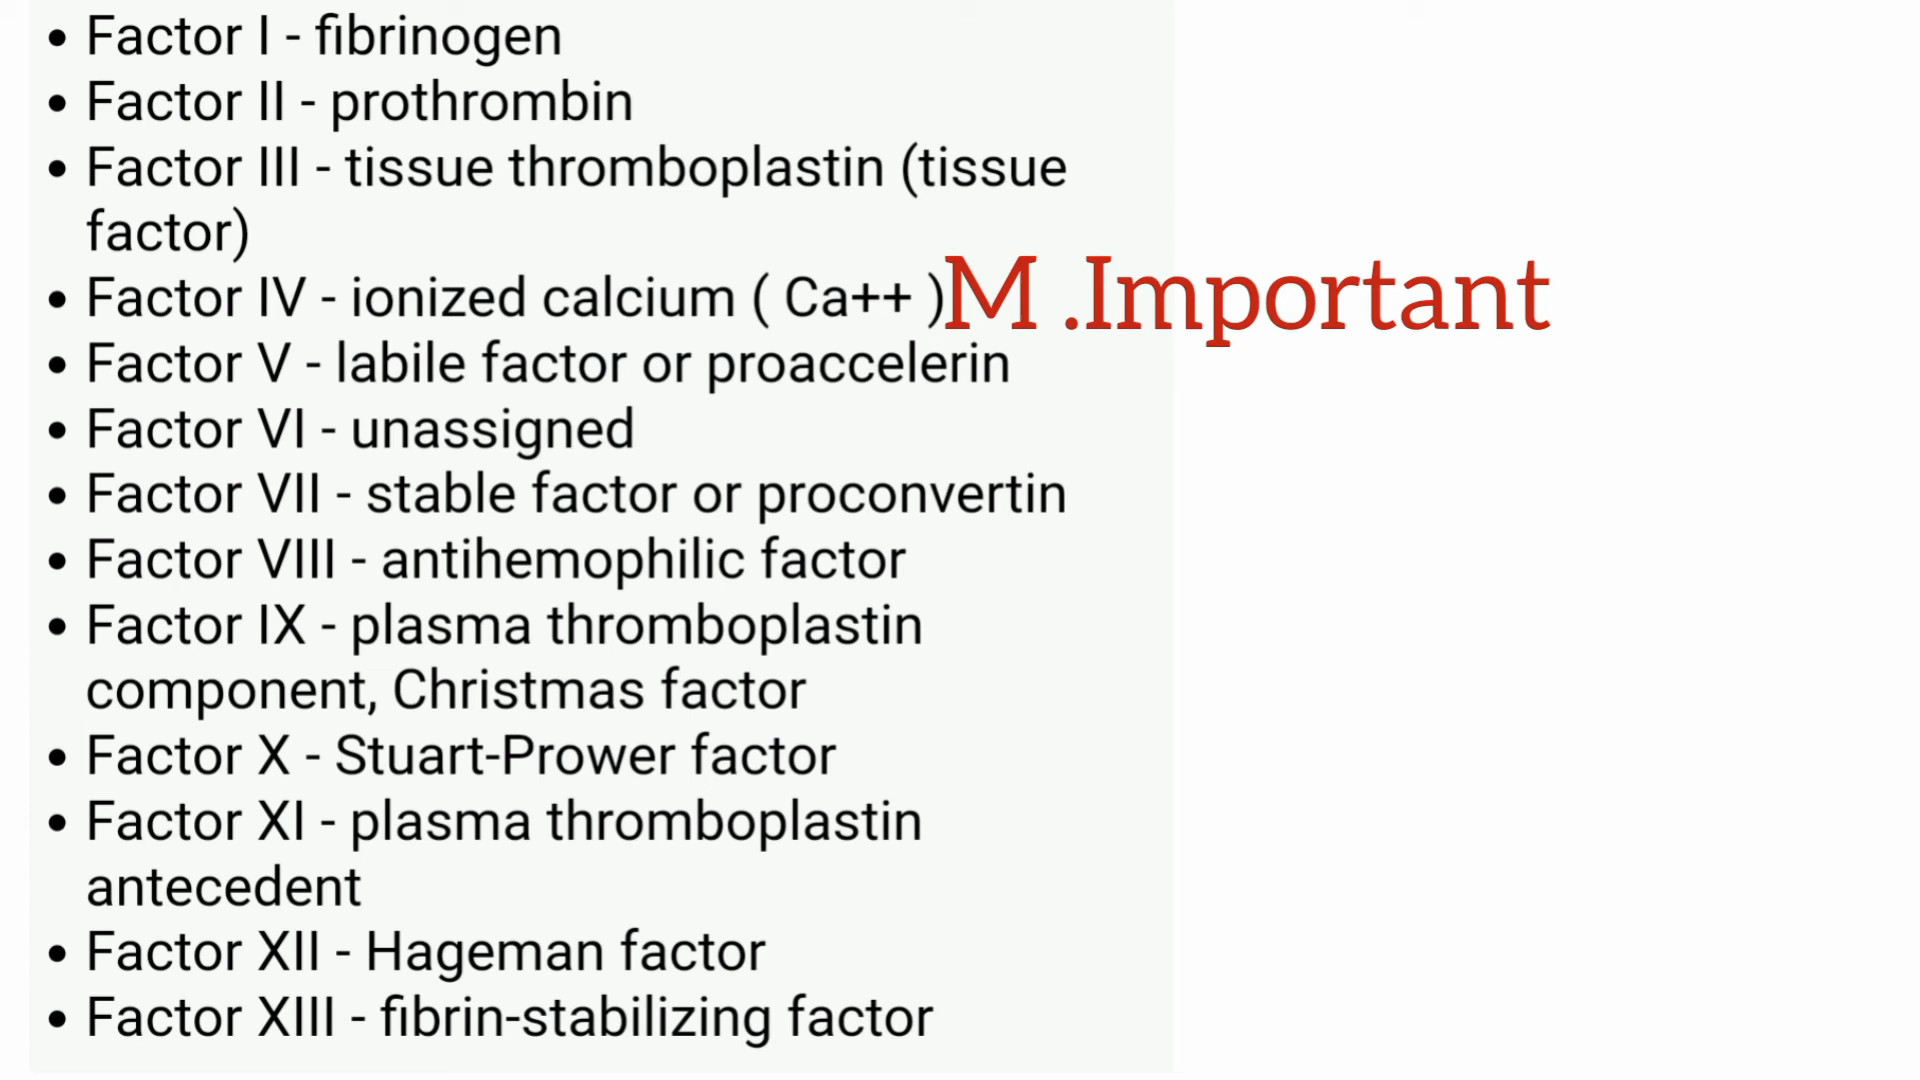 • Factor I - fibrinogen
• Factor II - prothrombin
• Factor III - tissue thromboplastin (tissue
factor)
• Factor IV - ionized calcium ( Ca++ )
M .Important
• Factor V - labile factor or proaccelerin
• Factor VI - unassigned
• Factor VII - stable factor or proconvertin
• Factor VIII - antihemophilic factor
• Factor IX - plasma thromboplastin
component, Christmas factor
• Factor X - Stuart-Prower factor
• Factor XI - plasma thromboplastin
antecedent
• Factor XII - Hageman factor
• Factor XIII - fibrin-stabilizing factor